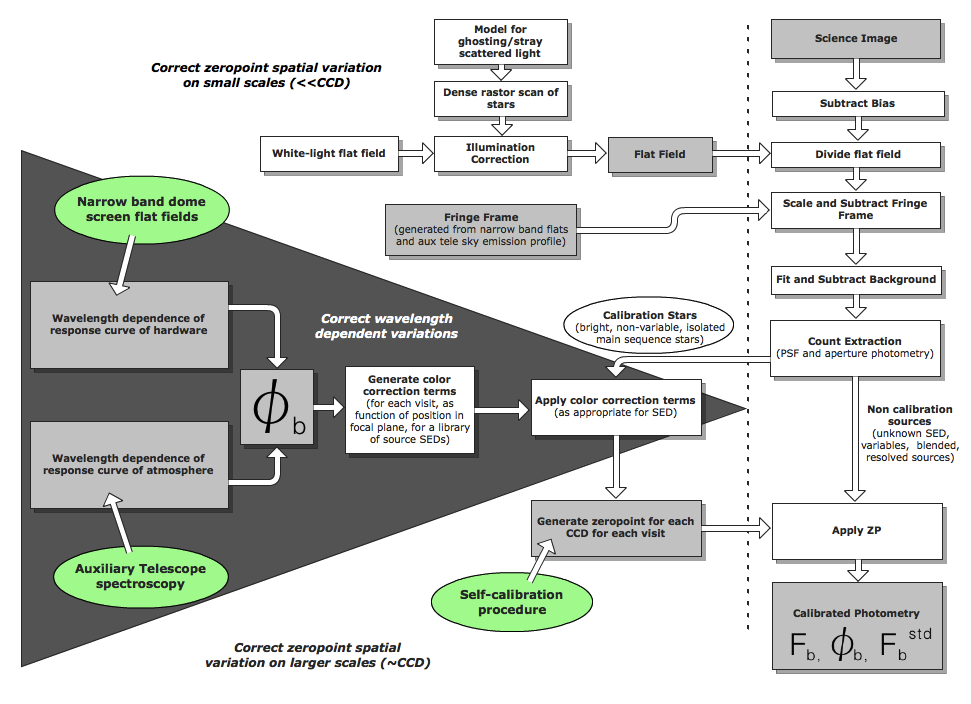 Model for
ghosting/stray
scattered light
Science Image
Correct zeropoint spatial variation
on small scales (<<CCD)
Dense rastor scan of
stars
Subtract Bias
White-light flat field
Illumination
Correction
Flat Field
Divide flat field
Narrow band dome
screen flat fields
Fringe Frame
(generated from narrow band flats
and aux tele sky emission profile)
Scale and Subtract Fringe
Frame
Fit and Subtract Background
Wavelength dependence of
response curve of hardware
Correct wavelength
dependent variations
Calibration Stars
(bright, non-variable, isolated
main sequence stars)
Count Extraction
(PSF and aperture photometry)
ϕb
Generate color
correction terms
(for each visit, as
function of position in
focal plane, for a library
of source SEDs)
Apply color correction terms
(as appropriate for SED)
Non calibration
sources
(unknown SED,
variables, blended,
resolved sources)
Wavelength dependence of
response curve of atmosphere
Generate zeropoint for each
CCD for each visit
Apply ZP
Auxiliary Telescope
spectroscopy
Self-calibration
procedure
Calibrated Photometry
Fb, ϕb, Fb std
Correct zeropoint spatial
variation on larger scales (~CCD)